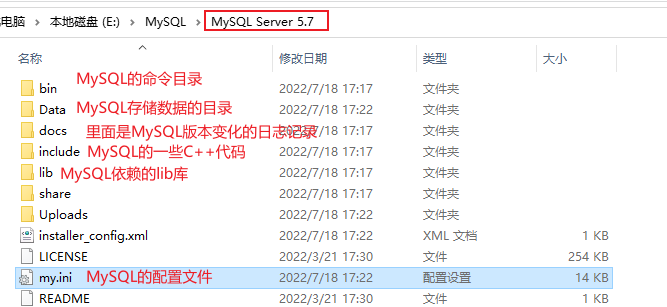 电脑 > 本地磁盘 (E:) > MySQL > MySQL Server 5.7
名称 修改日期 类型 大小
bin MySQL的命令目录 2022/7/18 17:17 文件夹
Data MySQL存储数据的目录 2022/7/18 17:22 文件夹
docs 里面是MySQL版本变化的日志记录 2022/7/18 17:17 文件夹
include MySQL的一些C++代码 2022/7/18 17:17 文件夹
lib MySQL依赖的lib库 2022/7/18 17:17 文件夹
share 2022/7/18 17:17 文件夹
Uploads 2022/7/18 17:22 文件夹
installer_config.xml 2022/7/18 17:22 XML 文档 1 KB
LICENSE 2022/3/21 17:30 文件 254 KB
my.ini MySQL的配置文件 2022/7/18 17:22 配置设置 14 KB
README 2022/3/21 17:30 文件 1 KB